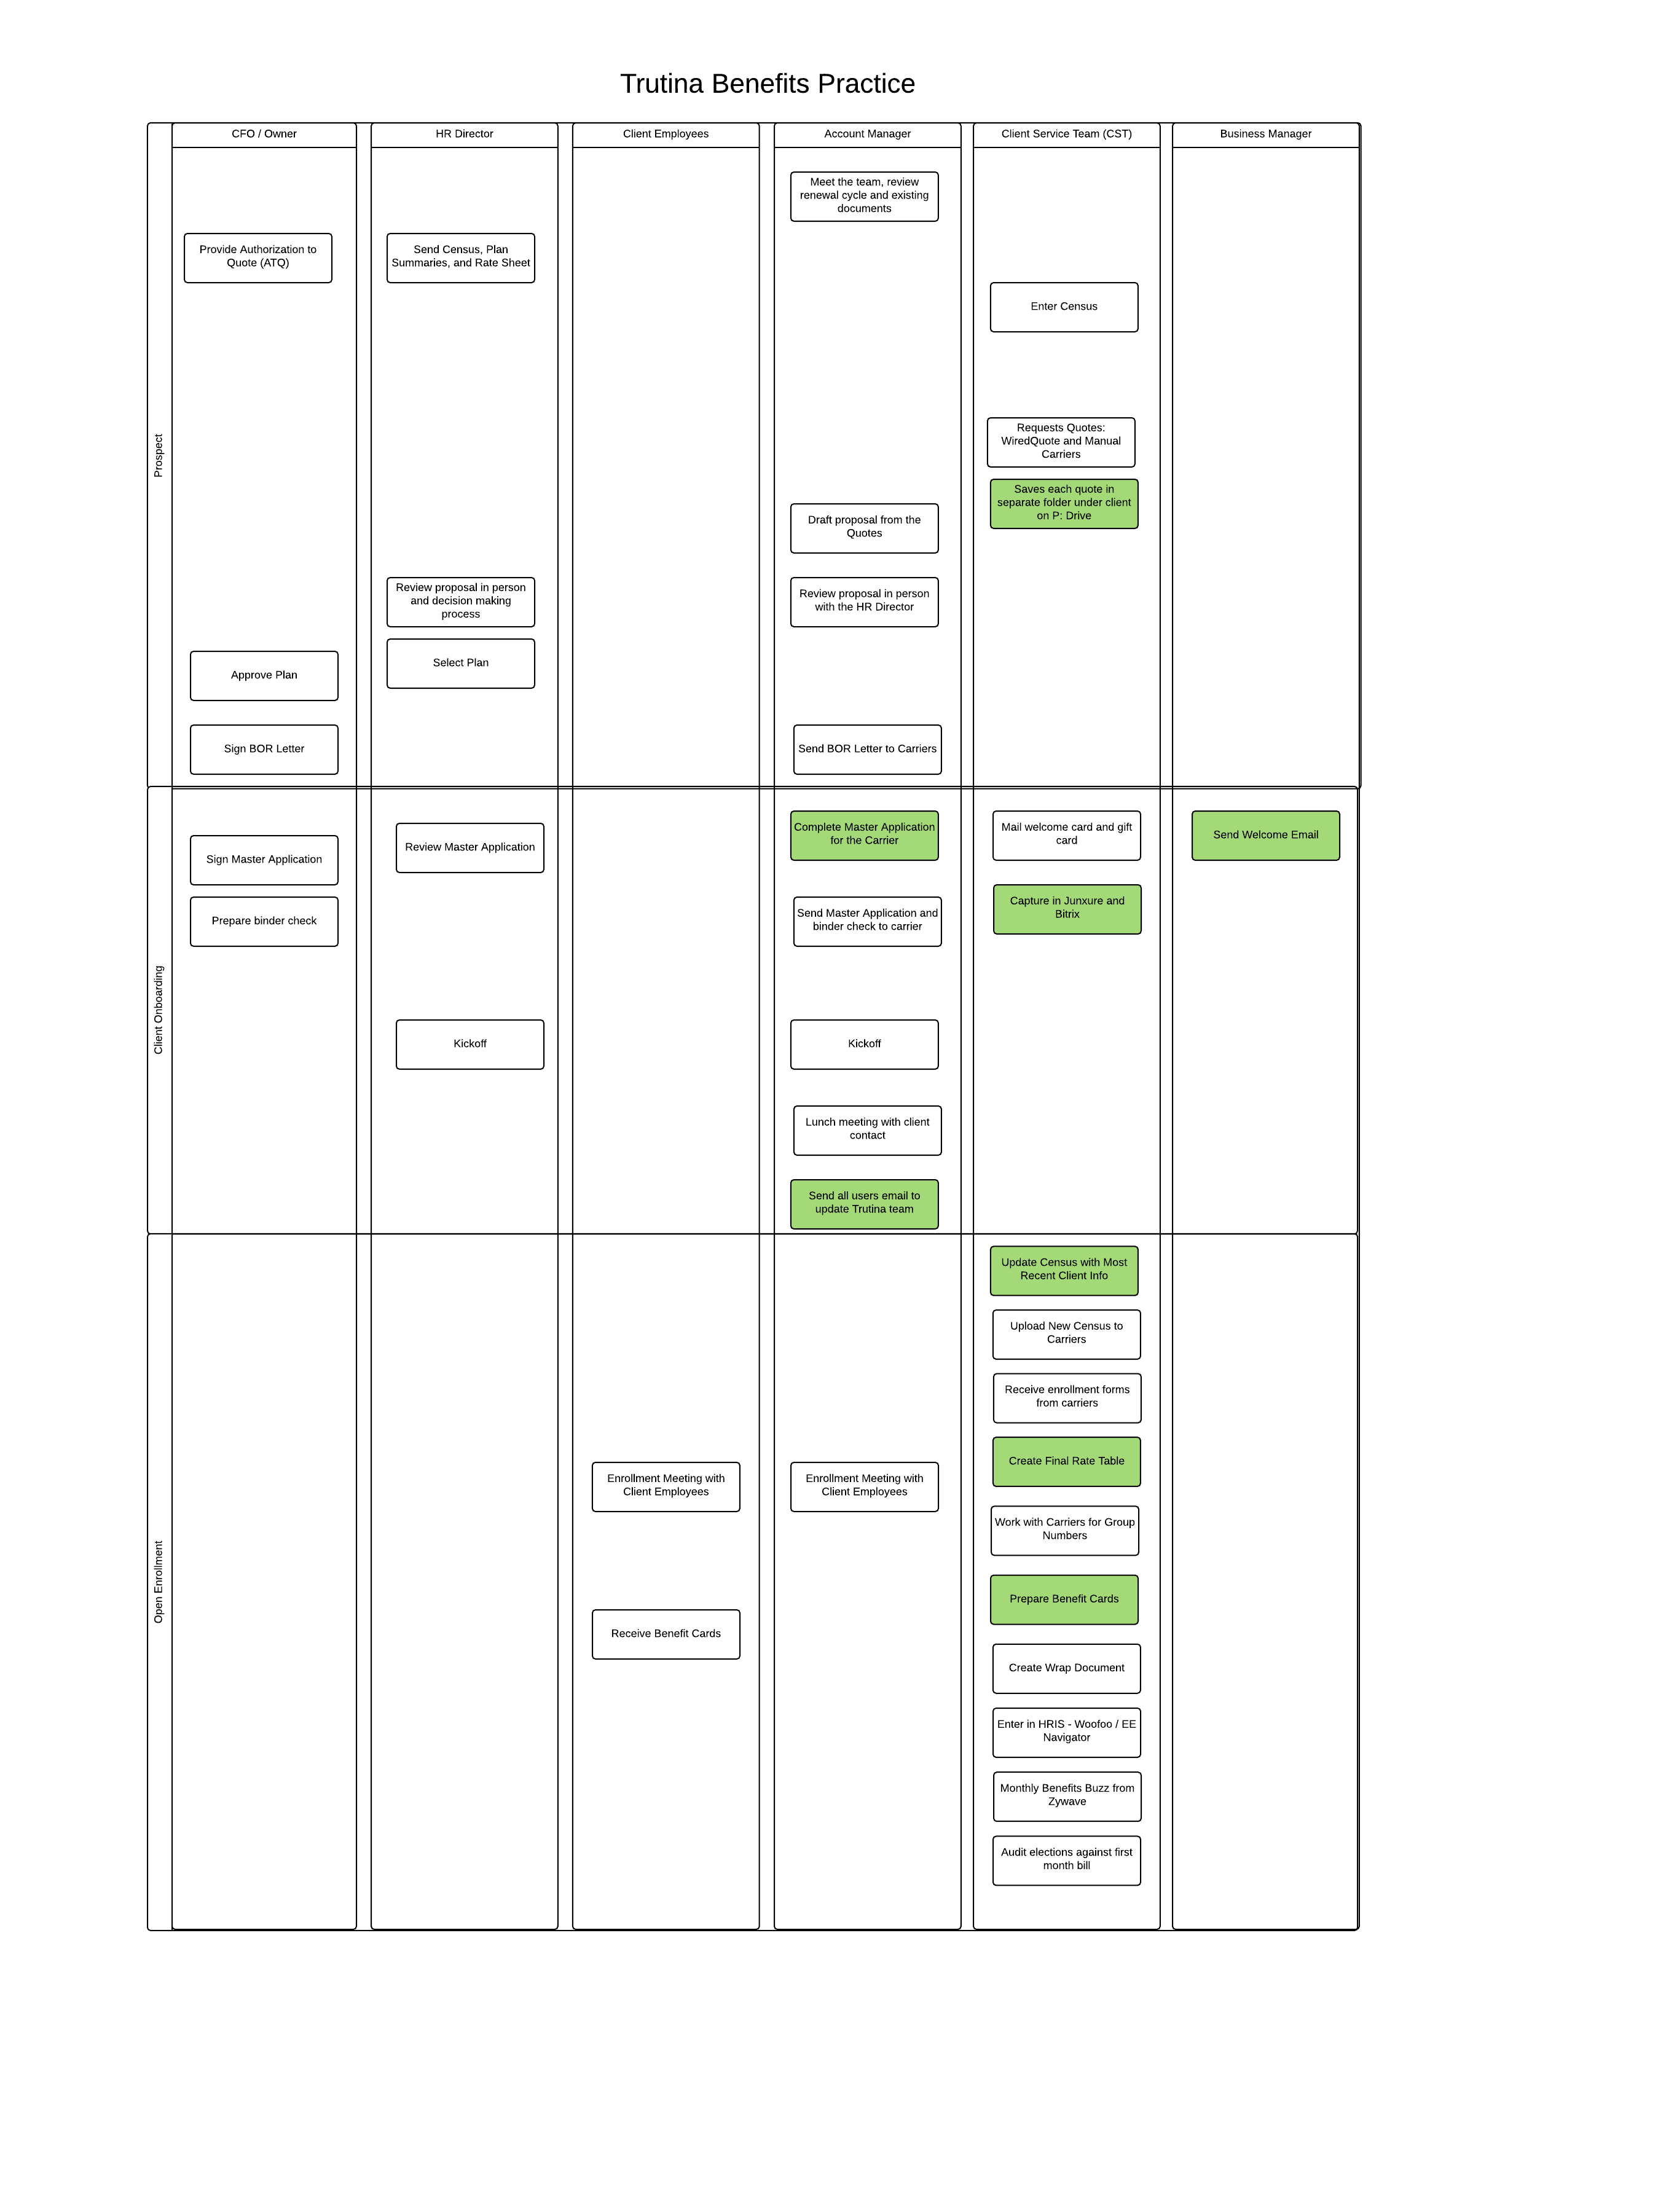 Trutina Benefits Practice
CFO / Owner
HR Director
Client Employees
Account Manager
Client Service Team (CST)
Business Manager
Prospect
Meet the team, review
renewal cycle and existing
documents
Provide Authorization to
Quote (ATQ)
Send Census, Plan
Summaries, and Rate Sheet
Enter Census
Requests Quotes:
WiredQuote and Manual
Carriers
Saves each quote in
separate folder under client
on P: Drive
Draft proposal from the
Quotes
Review proposal in person
and decision making
process
Review proposal in person
with the HR Director
Select Plan
Approve Plan
Sign BOR Letter
Send BOR Letter to Carriers
Client Onboarding
Complete Master Application
for the Carrier
Mail welcome card and gift
card
Send Welcome Email
Review Master Application
Sign Master Application
Capture in Junxure and
Bitrix
Prepare binder check
Send Master Application and
binder check to carrier
Kickoff
Kickoff
Lunch meeting with client
contact
Send all users email to
update Trutina team
Open Enrollment
Update Census with Most
Recent Client Info
Upload New Census to
Carriers
Receive enrollment forms
from carriers
Create Final Rate Table
Enrollment Meeting with
Client Employees
Enrollment Meeting with
Client Employees
Work with Carriers for Group
Numbers
Prepare Benefit Cards
Receive Benefit Cards
Create Wrap Document
Enter in HRIS - Woofoo / EE
Navigator
Monthly Benefits Buzz from
Zywave
Audit elections against first
month bill